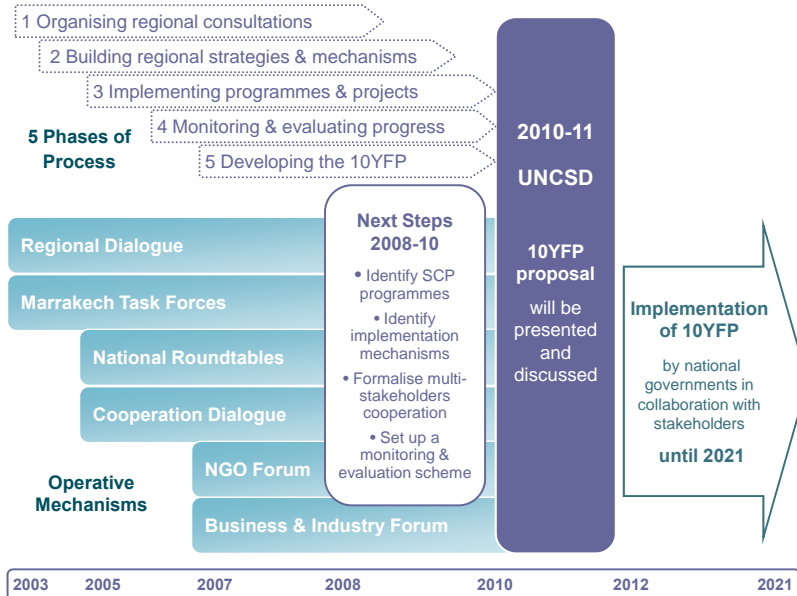 1 Organising regional consultations
2 Building regional strategies & mechanisms
3 Implementing programmes & projects
4 Monitoring & evaluating progress
5 Developing the 10YFP
5 Phases of
Process
2010-11
UNCSD
10YFP
proposal
will be
presented
and
discussed
Next Steps
2008-10
• Identify SCP
programmes
• Identify
implementation
mechanisms
• Formalise multi-
stakeholders
cooperation
• Set up a
monitoring &
evaluation scheme
Regional Dialogue
Marrakech Task Forces
National Roundtables
Cooperation Dialogue
NGO Forum
Business & Industry Forum
Operative
Mechanisms
Implementation
of 10YFP
by national
governments in
collaboration with
stakeholders
until 2021
2003 2005 2007 2008 2010 2012 2021